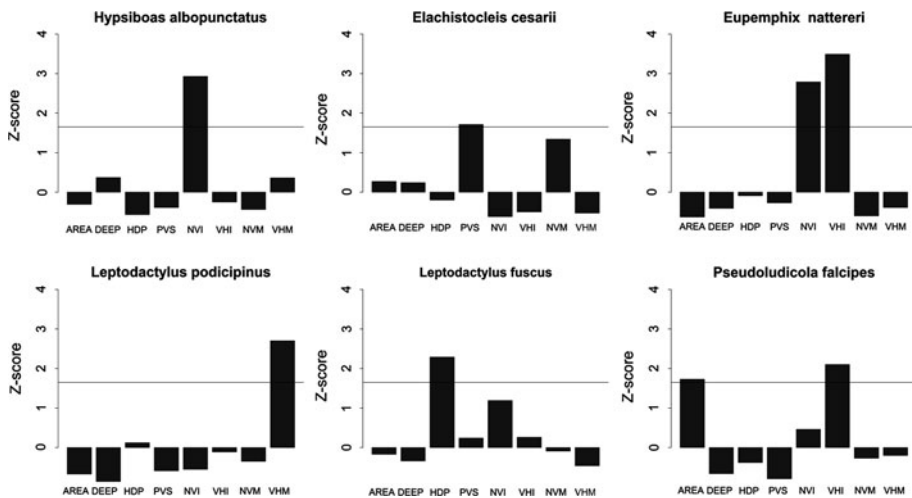 Hypsiboas albopunctatus
Z-score
4
3
2
1
0
AREA DEEP HDP PVS NVI VHI NVM VHM
Elachistocleis cesarii
Z-score
4
3
2
1
0
AREA DEEP HDP PVS NVI VHI NVM VHM
Eupemphix nattereri
Z-score
4
3
2
1
0
AREA DEEP HDP PVS NVI VHI NVM VHM
Leptodactylus podicipinus
Z-score
4
3
2
1
0
AREA DEEP HDP PVS NVI VHI NVM VHM
Leptodactylus fuscus
Z-score
4
3
2
1
0
AREA DEEP HDP PVS NVI VHI NVM VHM
Pseudoludicola falcipes
Z-score
4
3
2
1
0
AREA DEEP HDP PVS NVI VHI NVM VHM